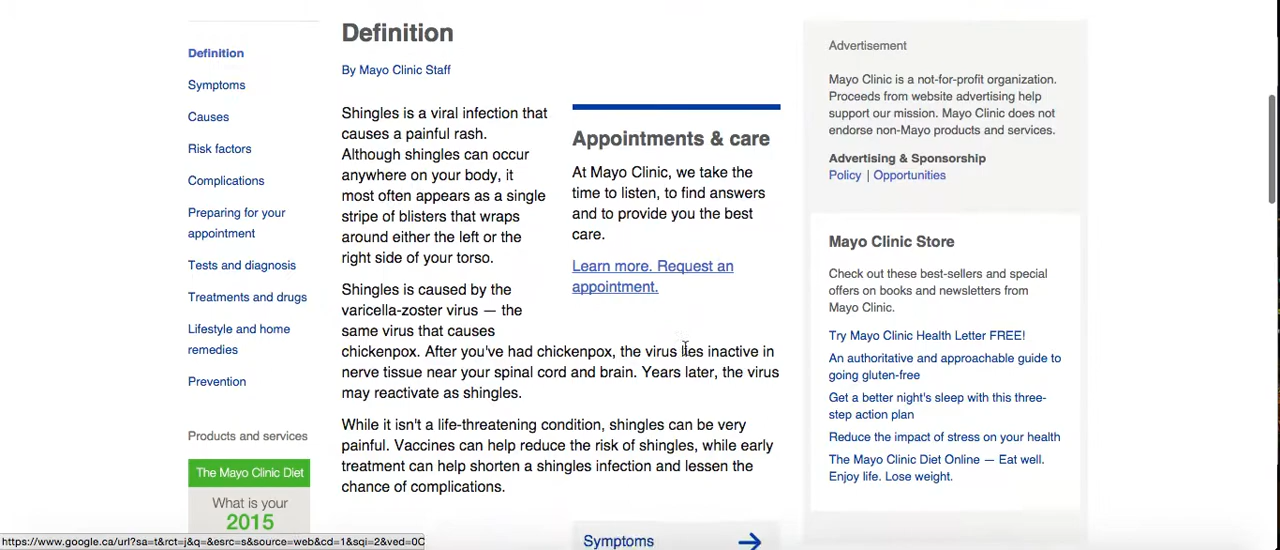 Definition
Symptoms
Causes
Risk factors
Complications
Preparing for your
appointment
Tests and diagnosis
Treatments and drugs
Lifestyle and home
remedies
Prevention
Products and services
The Mayo Clinic Diet
What is your
2015
Definition
By Mayo Clinic Staff
Shingles is a viral infection that
causes a painful rash.
Although shingles can occur
anywhere on your body, it
most often appears as a single
stripe of blisters that wraps
around either the left or the
right side of your torso.
Shingles is caused by the
varicella-zoster virus — the
same virus that causes
chickenpox. After you've had chickenpox, the virus lies inactive in
nerve tissue near your spinal cord and brain. Years later, the virus
may reactivate as shingles.
While it isn't a life-threatening condition, shingles can be very
painful. Vaccines can help reduce the risk of shingles, while early
treatment can help shorten a shingles infection and lessen the
chance of complications.
Appointments & care
At Mayo Clinic, we take the
time to listen, to find answers
and to provide you the best
care.
Learn more. Request an
appointment.
Symptoms
Advertisement
Mayo Clinic is a not-for-profit organization.
Proceeds from website advertising help
support our mission. Mayo Clinic does not
endorse non-Mayo products and services.
Advertising & Sponsorship
Policy | Opportunities
Mayo Clinic Store
Check out these best-sellers and special
offers on books and newsletters from
Mayo Clinic.
Try Mayo Clinic Health Letter FREE!
An authoritative and approachable guide to
going gluten-free
Get a better night's sleep with this three-
step action plan
Reduce the impact of stress on your health
The Mayo Clinic Diet Online — Eat well.
Enjoy life. Lose weight.
https://www.google.ca/url?sa=t&rct=j&q=&esrc=s&source=web&cd=1&sqi=2&ved=0C